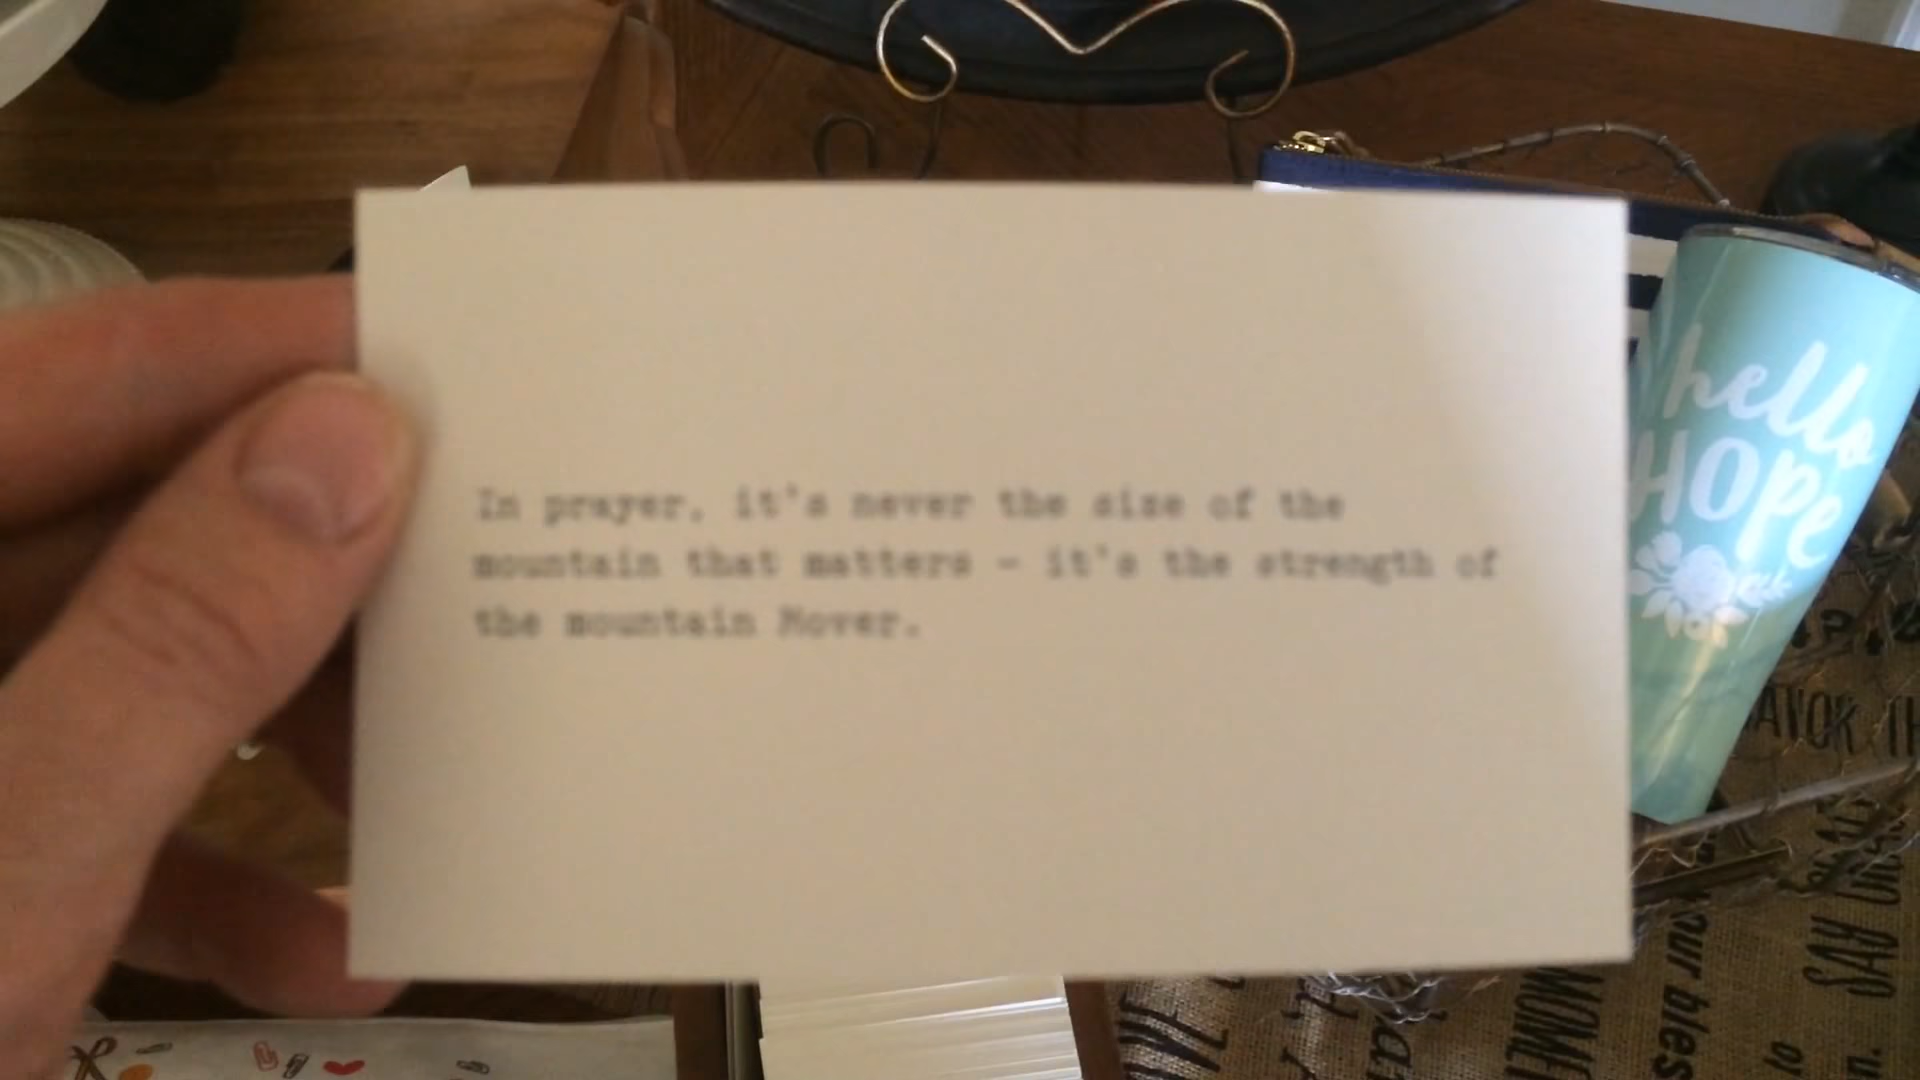 In prayer, it's never the size of the
mountain that matters - it's the strength of
the mountain Mover.
hello
HOPE